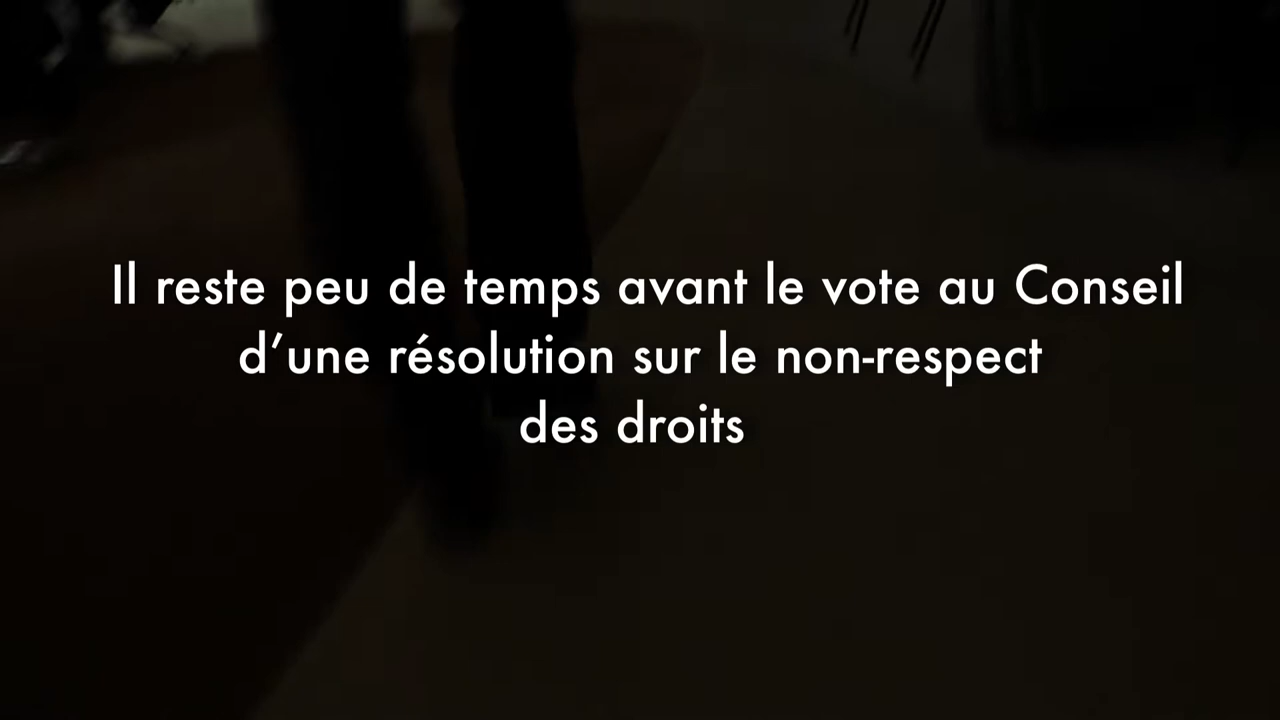 Il reste peu de temps avant le vote au Conseil
d’une résolution sur le non-respect
des droits